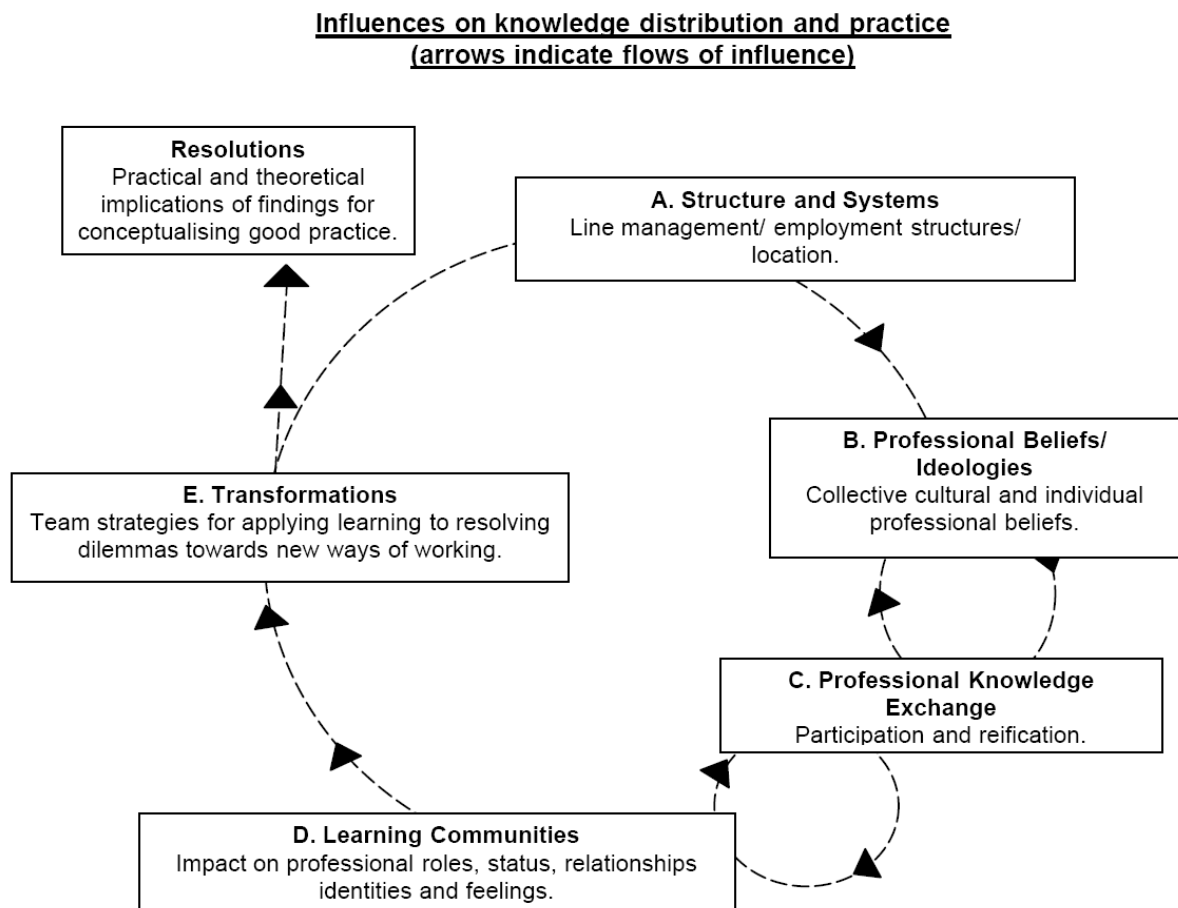 Influences on knowledge distribution and practice
(arrows indicate flows of influence)
Resolutions
Practical and theoretical
implications of findings for
conceptualising good practice.
A. Structure and Systems
Line management/ employment structures/
location.
B. Professional Beliefs/
Ideologies
Collective cultural and individual
professional beliefs.
E. Transformations
Team strategies for applying learning to resolving
dilemmas towards new ways of working.
C. Professional Knowledge
Exchange
Participation and reification.
D. Learning Communities
Impact on professional roles, status, relationships
identities and feelings.